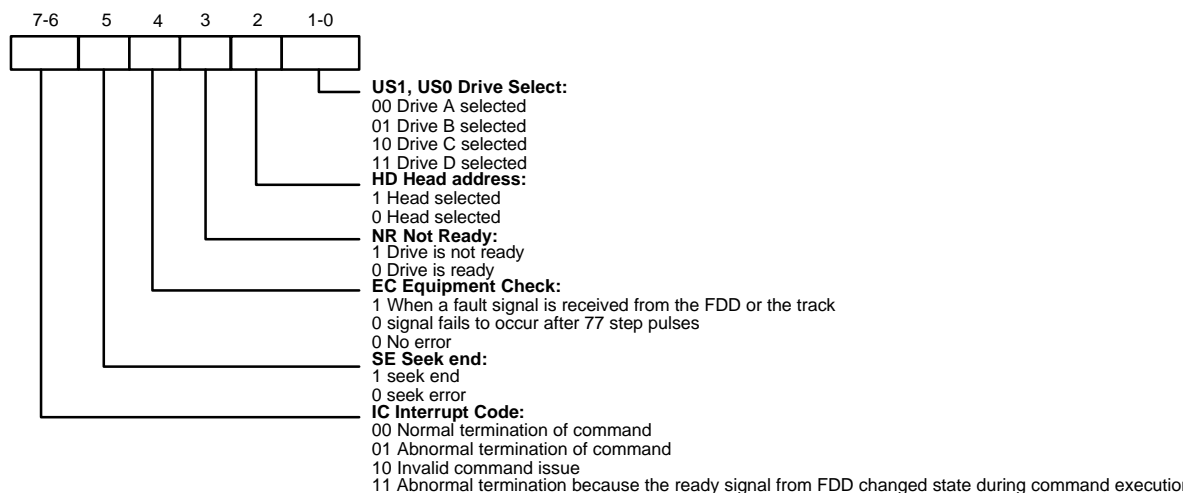 7-6 5 4 3 2 1-0
US1, US0 Drive Select:
00 Drive A selected
01 Drive B selected
10 Drive C selected
11 Drive D selected
HD Head address:
1 Head selected
0 Head selected
NR Not Ready:
1 Drive is not ready
0 Drive is ready
EC Equipment Check:
1 When a fault signal is received from the FDD or the track
0 signal fails to occur after 77 step pulses
0 No error
SE Seek end:
1 seek end
0 seek error
IC Interrupt Code:
00 Normal termination of command
01 Abnormal termination of command
10 Invalid command issue
11 Abnormal termination because the ready signal from FDD changed state during command executio